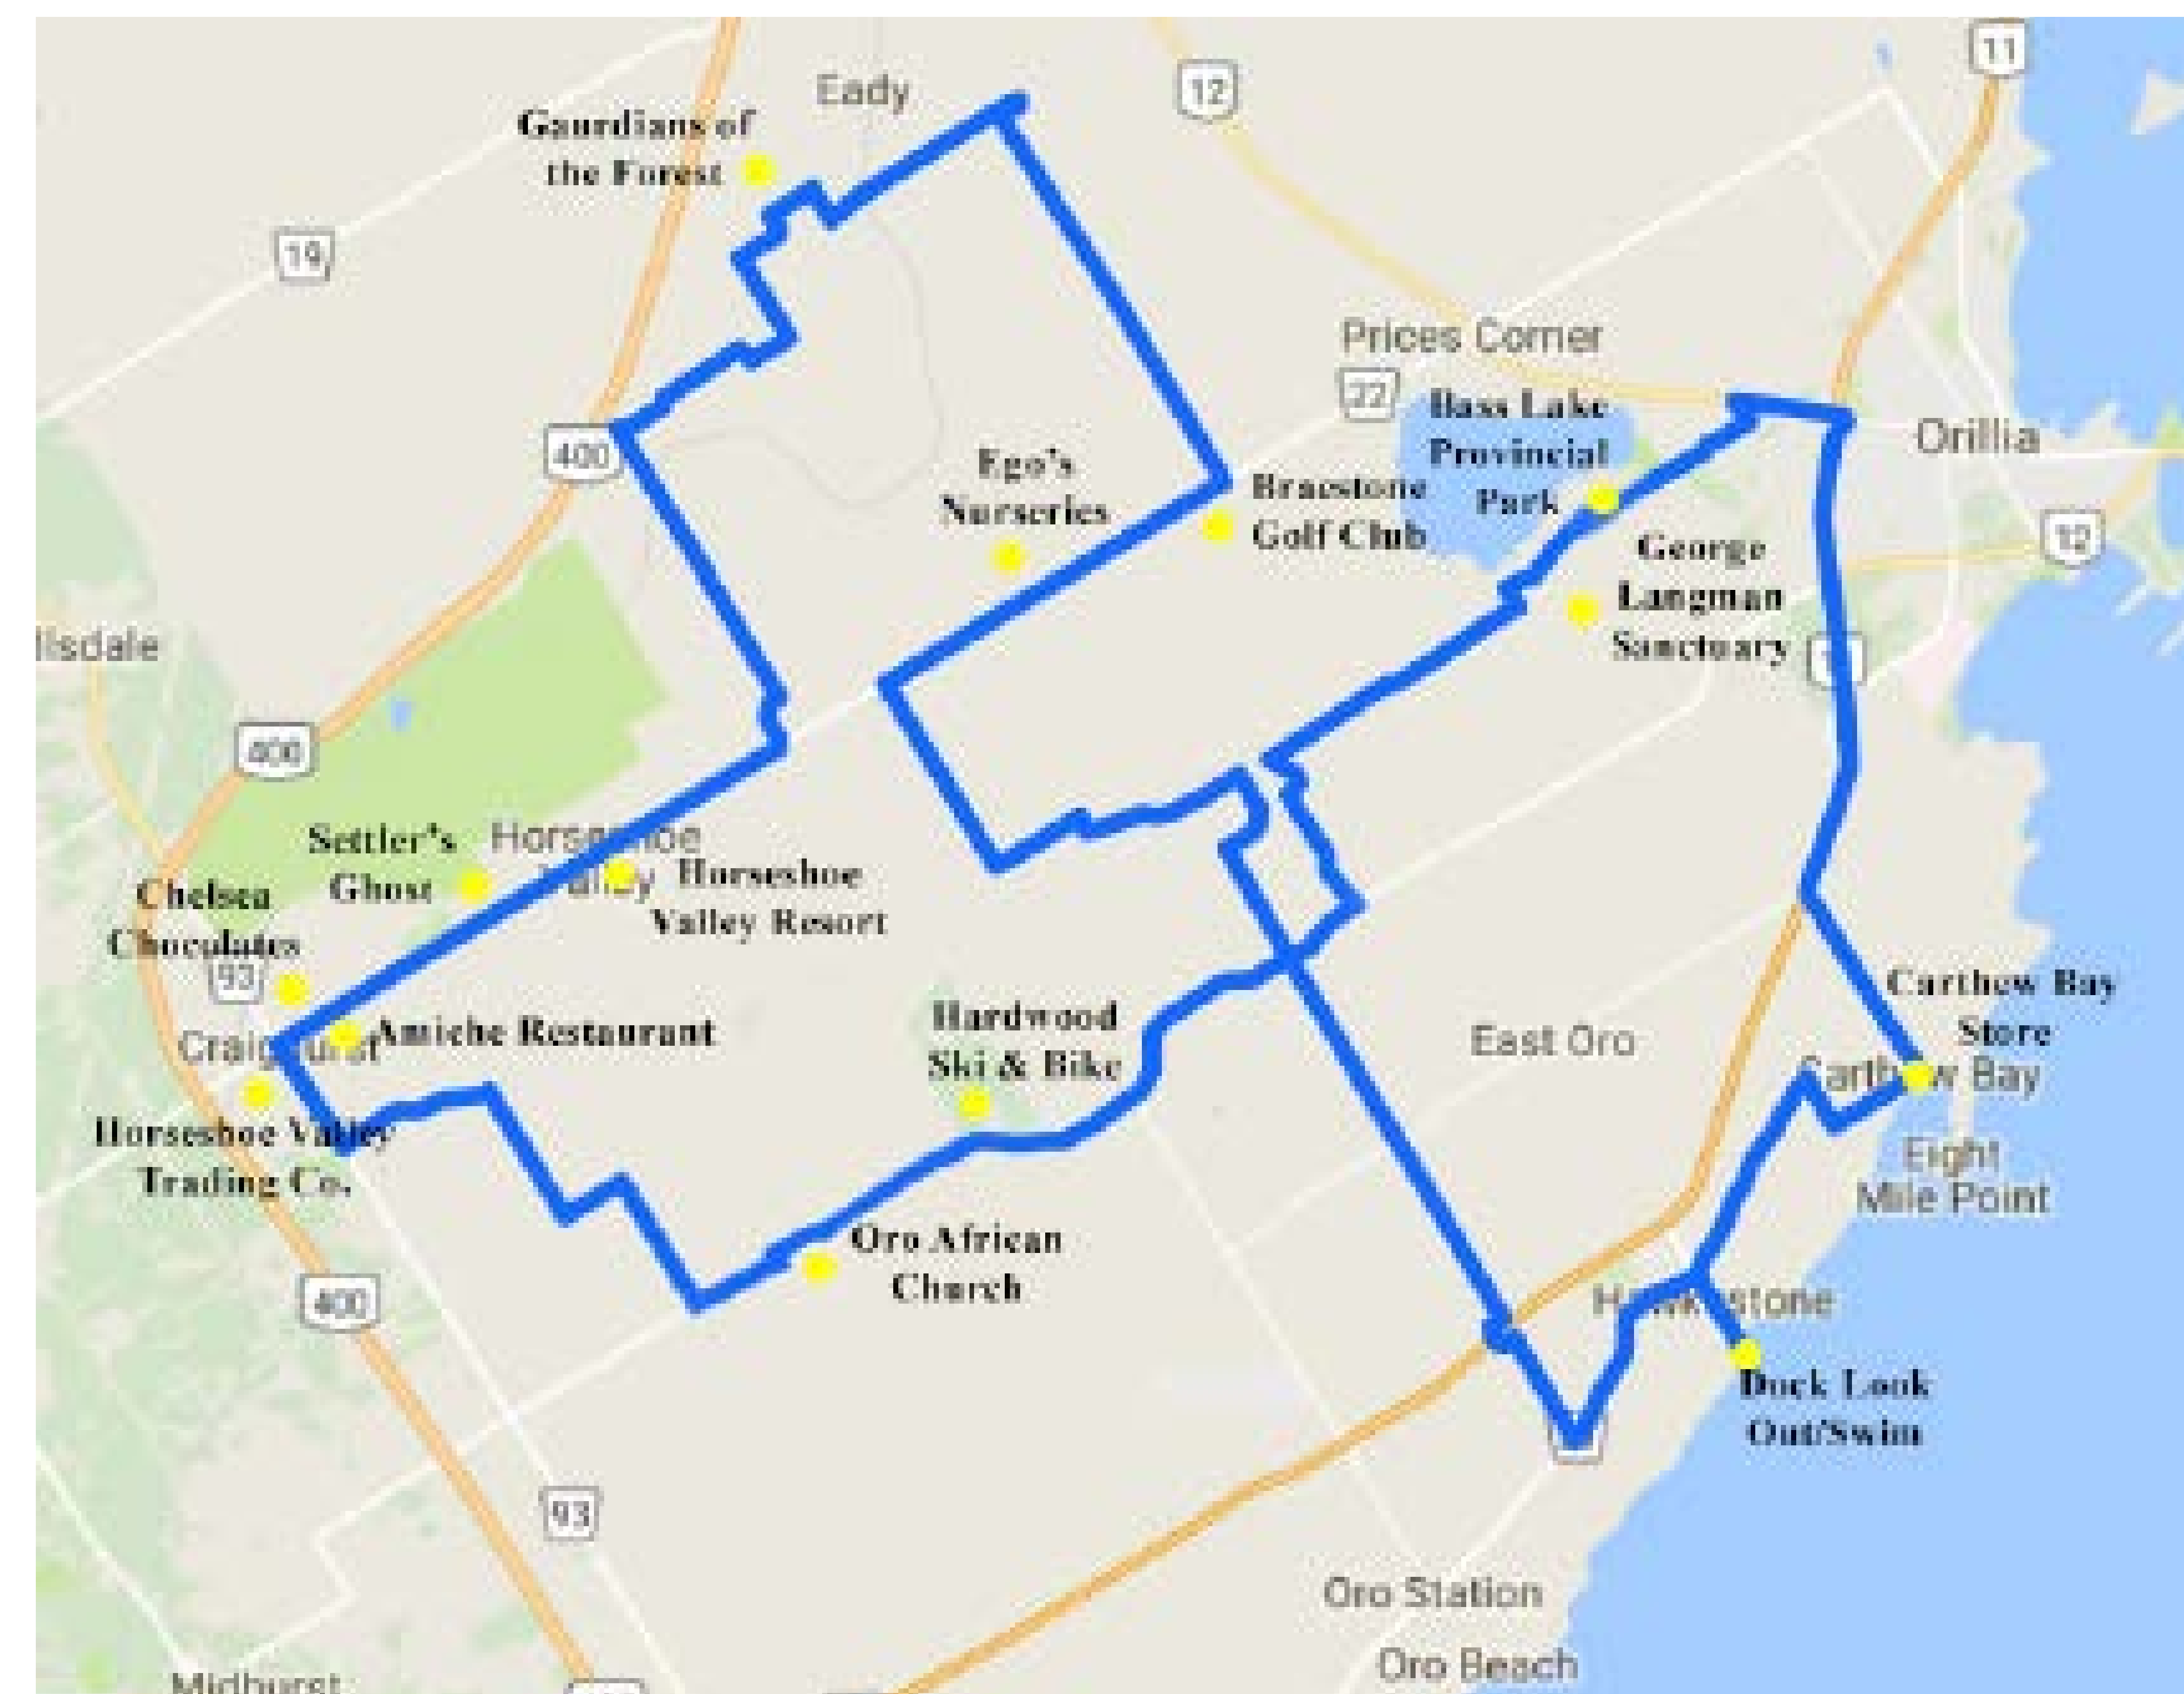 11
Eady
12
Gaurdians of
the Forest
19
Prices Corner
22
Bass Lake
Provincial
Park
Orillia
400
Ego's
Nurseries
Braestone
Golf Club
12
George
Langman
Sanctuary
llsdale
400
Settler's
Ghost
Horseshoe
Valley
Horseshoe
Valley Resort
Chelsea
Chocolates
93
Carthew Bay
Store
Hardwood
Ski & Bike
Amiche Restaurant
Craighurst
East Oro
Carthew Bay
Horseshoe Valley
Trading Co.
Eight
Mile Point
Oro African
Church
400
Hawkestone
Dock Look
Out/Swim
93
Oro Station
Oro Beach
Midhurst